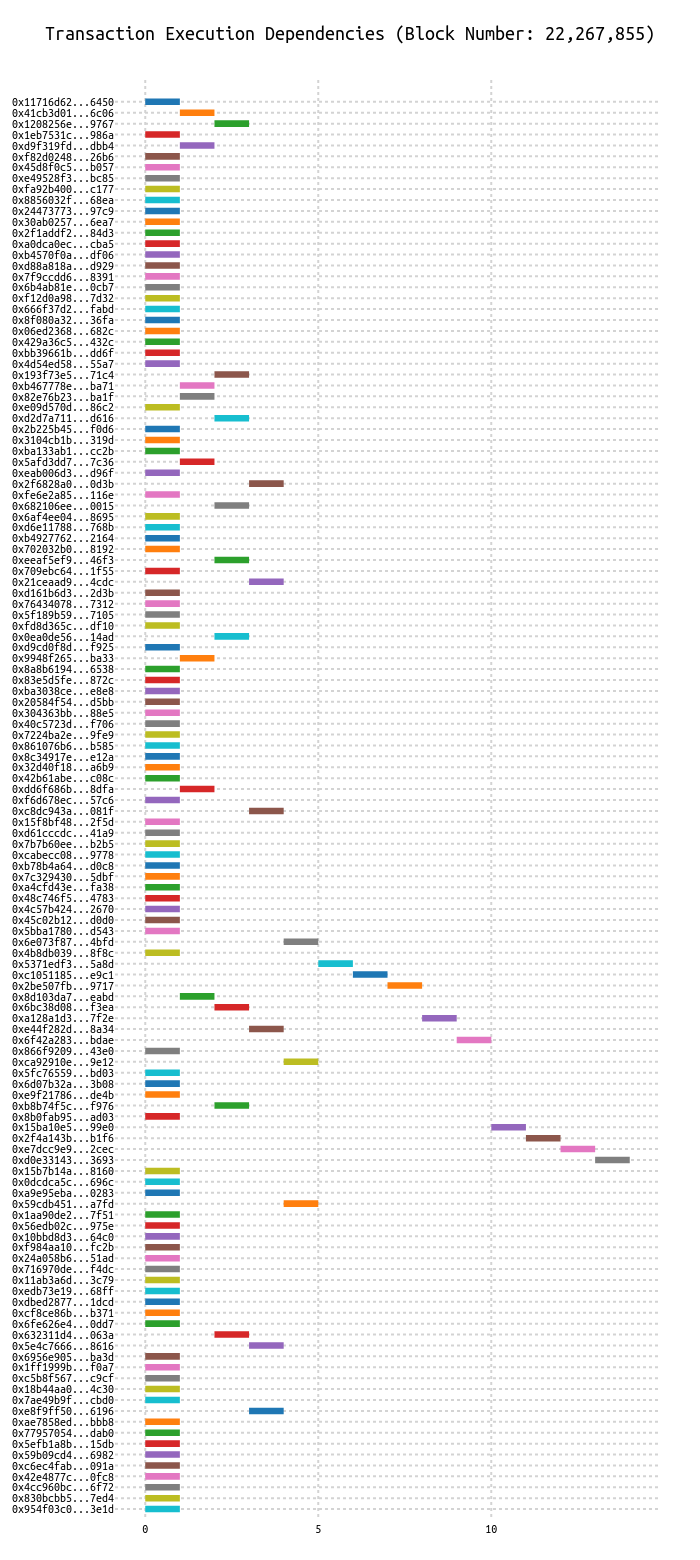 Transaction Execution Dependencies (Block Number: 22,267,855)
0x11716d62...6450
0x41cb3d01...6c06
0x1208256e...9767
0x1eb7531c...986a
0xd9f319fd...dbb4
0xf82d0248...26b6
0x45d8f0c5...b057
0xe49528f3...bc85
0xfa92b400...c177
0x8856032f...68ea
0x24473773...97c9
0x30ab0257...6ea7
0x2f1addf2...84d3
0xa0dca0ec...cba5
0xb4570f0a...df06
0xd88a818a...d929
0x7f9ccdd6...8391
0x6b4ab81e...0cb7
0xf12d0a98...7d32
0x666f37d2...fabd
0x8f080a32...36fa
0x06ed2368...682c
0x429a36c5...432c
0xbb39661b...dd6f
0x4d54ed58...55a7
0x193f73e5...71c4
0xb467778e...ba71
0x82e76b23...ba1f
0xe09d570d...86c2
0xd2d7a711...d616
0x2b225b45...f0d6
0x3104cb1b...319d
0xba133ab1...cc2b
0x5afd3dd7...7c36
0xeab006d3...d96f
0x2f6828a0...0d3b
0xfe6e2a85...116e
0x682106ee...0015
0x6af4ee04...8695
0xd6e11788...768b
0xb4927762...2164
0x702032b0...8192
0xeeaf5ef9...46f3
0x709ebc64...1f55
0x21ceaad9...4cdc
0xd161b6d3...2d3b
0x76434078...7312
0x5f189b59...7105
0xfd8d365c...df10
0x0ea0de56...14ad
0xd9cd0f8d...f925
0x9948f265...ba33
0x8a8b6194...6538
0x83e5d5fe...872c
0xba3038ce...e8e8
0x20584f54...d5bb
0x304363bb...88e5
0x40c5723d...f706
0x7224ba2e...9fe9
0x861076b6...b585
0x8c34917e...e12a
0x32d40f18...a6b9
0x42b61abe...c08c
0xdd6f686b...8dfa
0xf6d678ec...57c6
0xc8dc943a...081f
0x15f8bf48...2f5d
0xd61cccdc...41a9
0x7b7b60ee...b2b5
0xcabecc08...9778
0xb78b4a64...d0c8
0x7c329430...5dbf
0xa4cfd43e...fa38
0x48c746f5...4783
0x4c57b424...2670
0x45c02b12...d0d0
0x5bba1780...d543
0x6e073f87...4bfd
0x4b8db039...8f8c
0x5371edf3...5a8d
0xc1051185...e9c1
0x2be507fb...9717
0x8d103da7...eabd
0x6bc38d08...f3ea
0xa128a1d3...7f2e
0xe44f282d...8a34
0x6f42a283...bdae
0x866f9209...43e0
0xca92910e...9e12
0x5fc76559...bd03
0x6d07b32a...3b08
0xe9f21786...de4b
0xb8b74f5c...f976
0x8b0fab95...ad03
0x15ba10e5...99e0
0x2f4a143b...b1f6
0xe7dcc9e9...2cec
0xd0e33143...3693
0x15b7b14a...8160
0x0dcdca5c...696c
0xa9e95eba...0283
0x59cdb451...a7fd
0x1aa90de2...7f51
0x56edb02c...975e
0x10bbd8d3...64c0
0xf984aa10...fc2b
0x24a058b6...51ad
0x716970de...f4dc
0x11ab3a6d...3c79
0xedb73e19...68ff
0xdbed2877...1dcd
0xcf8ce86b...b371
0x6fe626e4...0dd7
0x632311d4...063a
0x5e4c7666...8616
0x6956e905...ba3d
0x1ff1999b...f0a7
0xc5b8f567...c9cf
0x18b44aa0...4c30
0x7ae49b9f...cbd0
0xe8f9ff50...6196
0xae7858ed...bbb8
0x77957054...dab0
0x5efb1a8b...15db
0x59b09cd4...6982
0xc6ec4fab...091a
0x42e4877c...0fc8
0x4cc960bc...6f72
0x830bcbb5...7ed4
0x954f03c0...3e1d
0 5 10